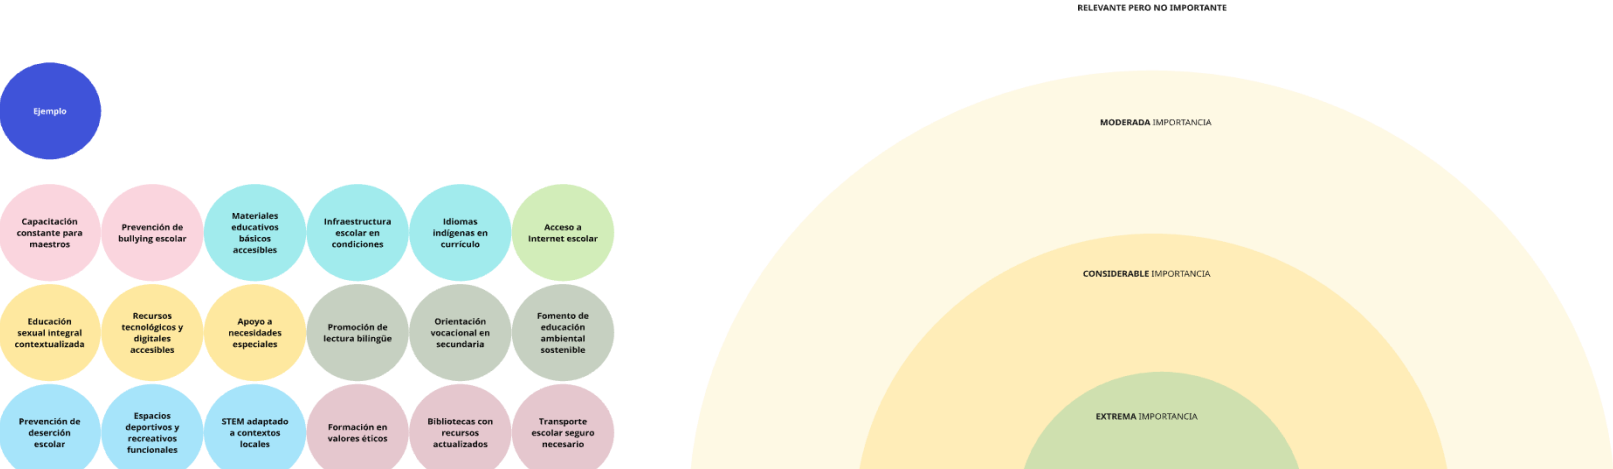 RELEVANTE PERO NO IMPORTANTE
Ejemplo
MODERADA IMPORTANCIA
Capacitación
constante para
maestros
Prevención de
bullying escolar
Materiales
educativos
básicos
accesibles
Infraestructura
escolar en
condiciones
Idiomas
indígenas en
currículo
Acceso a
Internet escolar
CONSIDERABLE IMPORTANCIA
Educación
sexual integral
contextualizada
Recursos
tecnológicos y
digitales
accesibles
Apoyo a
necesidades
especiales
Promoción de
lectura bilingüe
Orientación
vocacional en
secundaria
Fomento de
educación
ambiental
sostenible
EXTREMA IMPORTANCIA
Prevención de
deserción
escolar
Espacios
deportivos y
recreativos
funcionales
STEM adaptado
a contextos
locales
Formación en
valores éticos
Bibliotecas con
recursos
actualizados
Transporte
escolar seguro
necesario